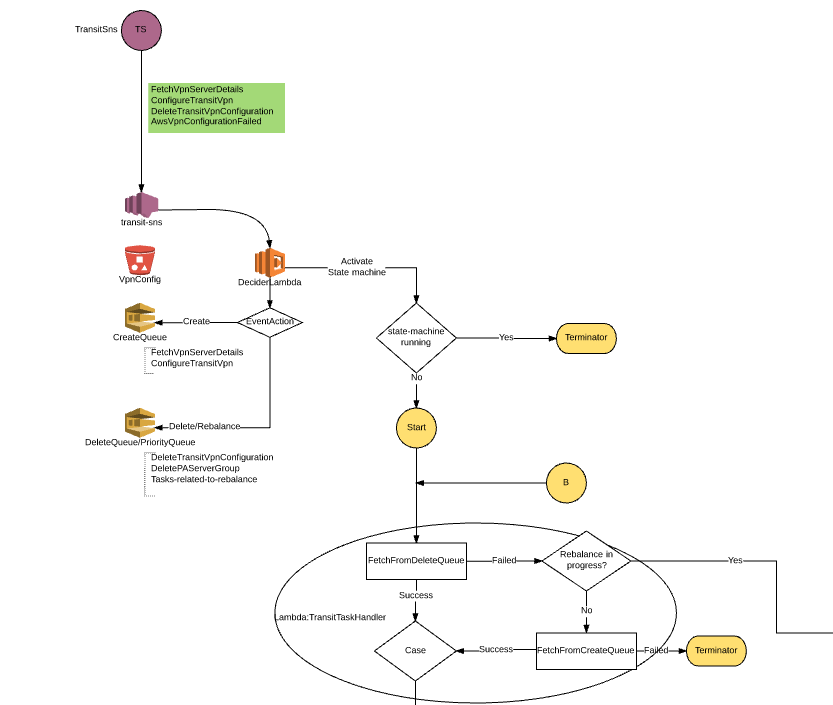 TransitSns
TS
FetchVpnServerDetails
ConfigureTransitVpn
DeleteTransitVpnConfiguration
AwsVpnConfigurationFailed
transit-sns
VpnConfig
DeciderLambda
Activate
State machine
CreateQueue
Create
EventAction
FetchVpnServerDetails
ConfigureTransitVpn
state-machine
running
Yes
Terminator
No
DeleteQueue/PriorityQueue
Delete/Rebalance
DeleteTransitVpnConfiguration
DeletePAServerGroup
Tasks-related-to-rebalance
Start
B
FetchFromDeleteQueue
Failed
Rebalance in
progress?
Yes
Success
No
Lambda:TransitTaskHandler
Case
Success
FetchFromCreateQueue
Failed
Terminator